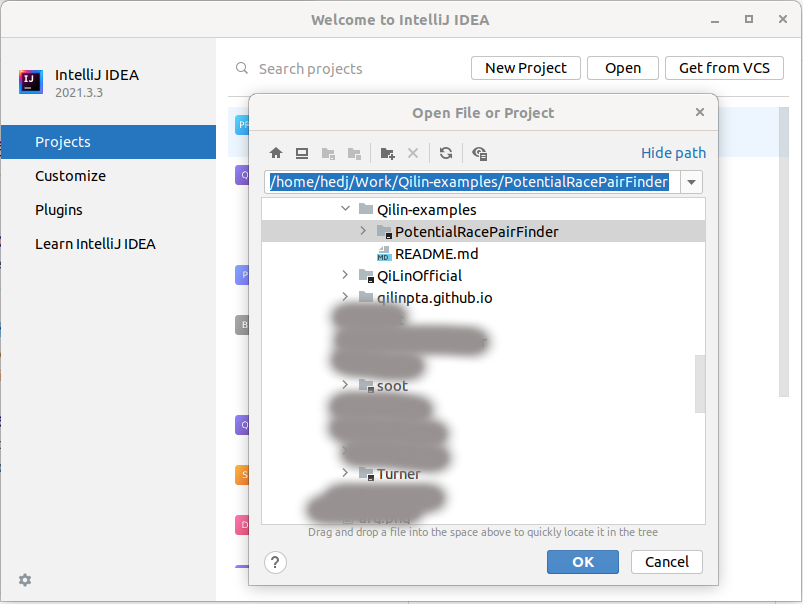 Welcome to IntelliJ IDEA
IntelliJ IDEA
2021.3.3
Search projects
New Project
Open
Get from VCS
Projects
Customize
Plugins
Learn IntelliJ IDEA
Open File or Project
Hide path
/home/hedj/Work/Qilin-examples/PotentialRacePairFinder
Qilin-examples
PotentialRacePairFinder
MD README.md
QiLinOfficial
qilinpta.github.io
soot
Turner
Drag and drop a file into the space above to quickly locate it in the tree
?
OK
Cancel